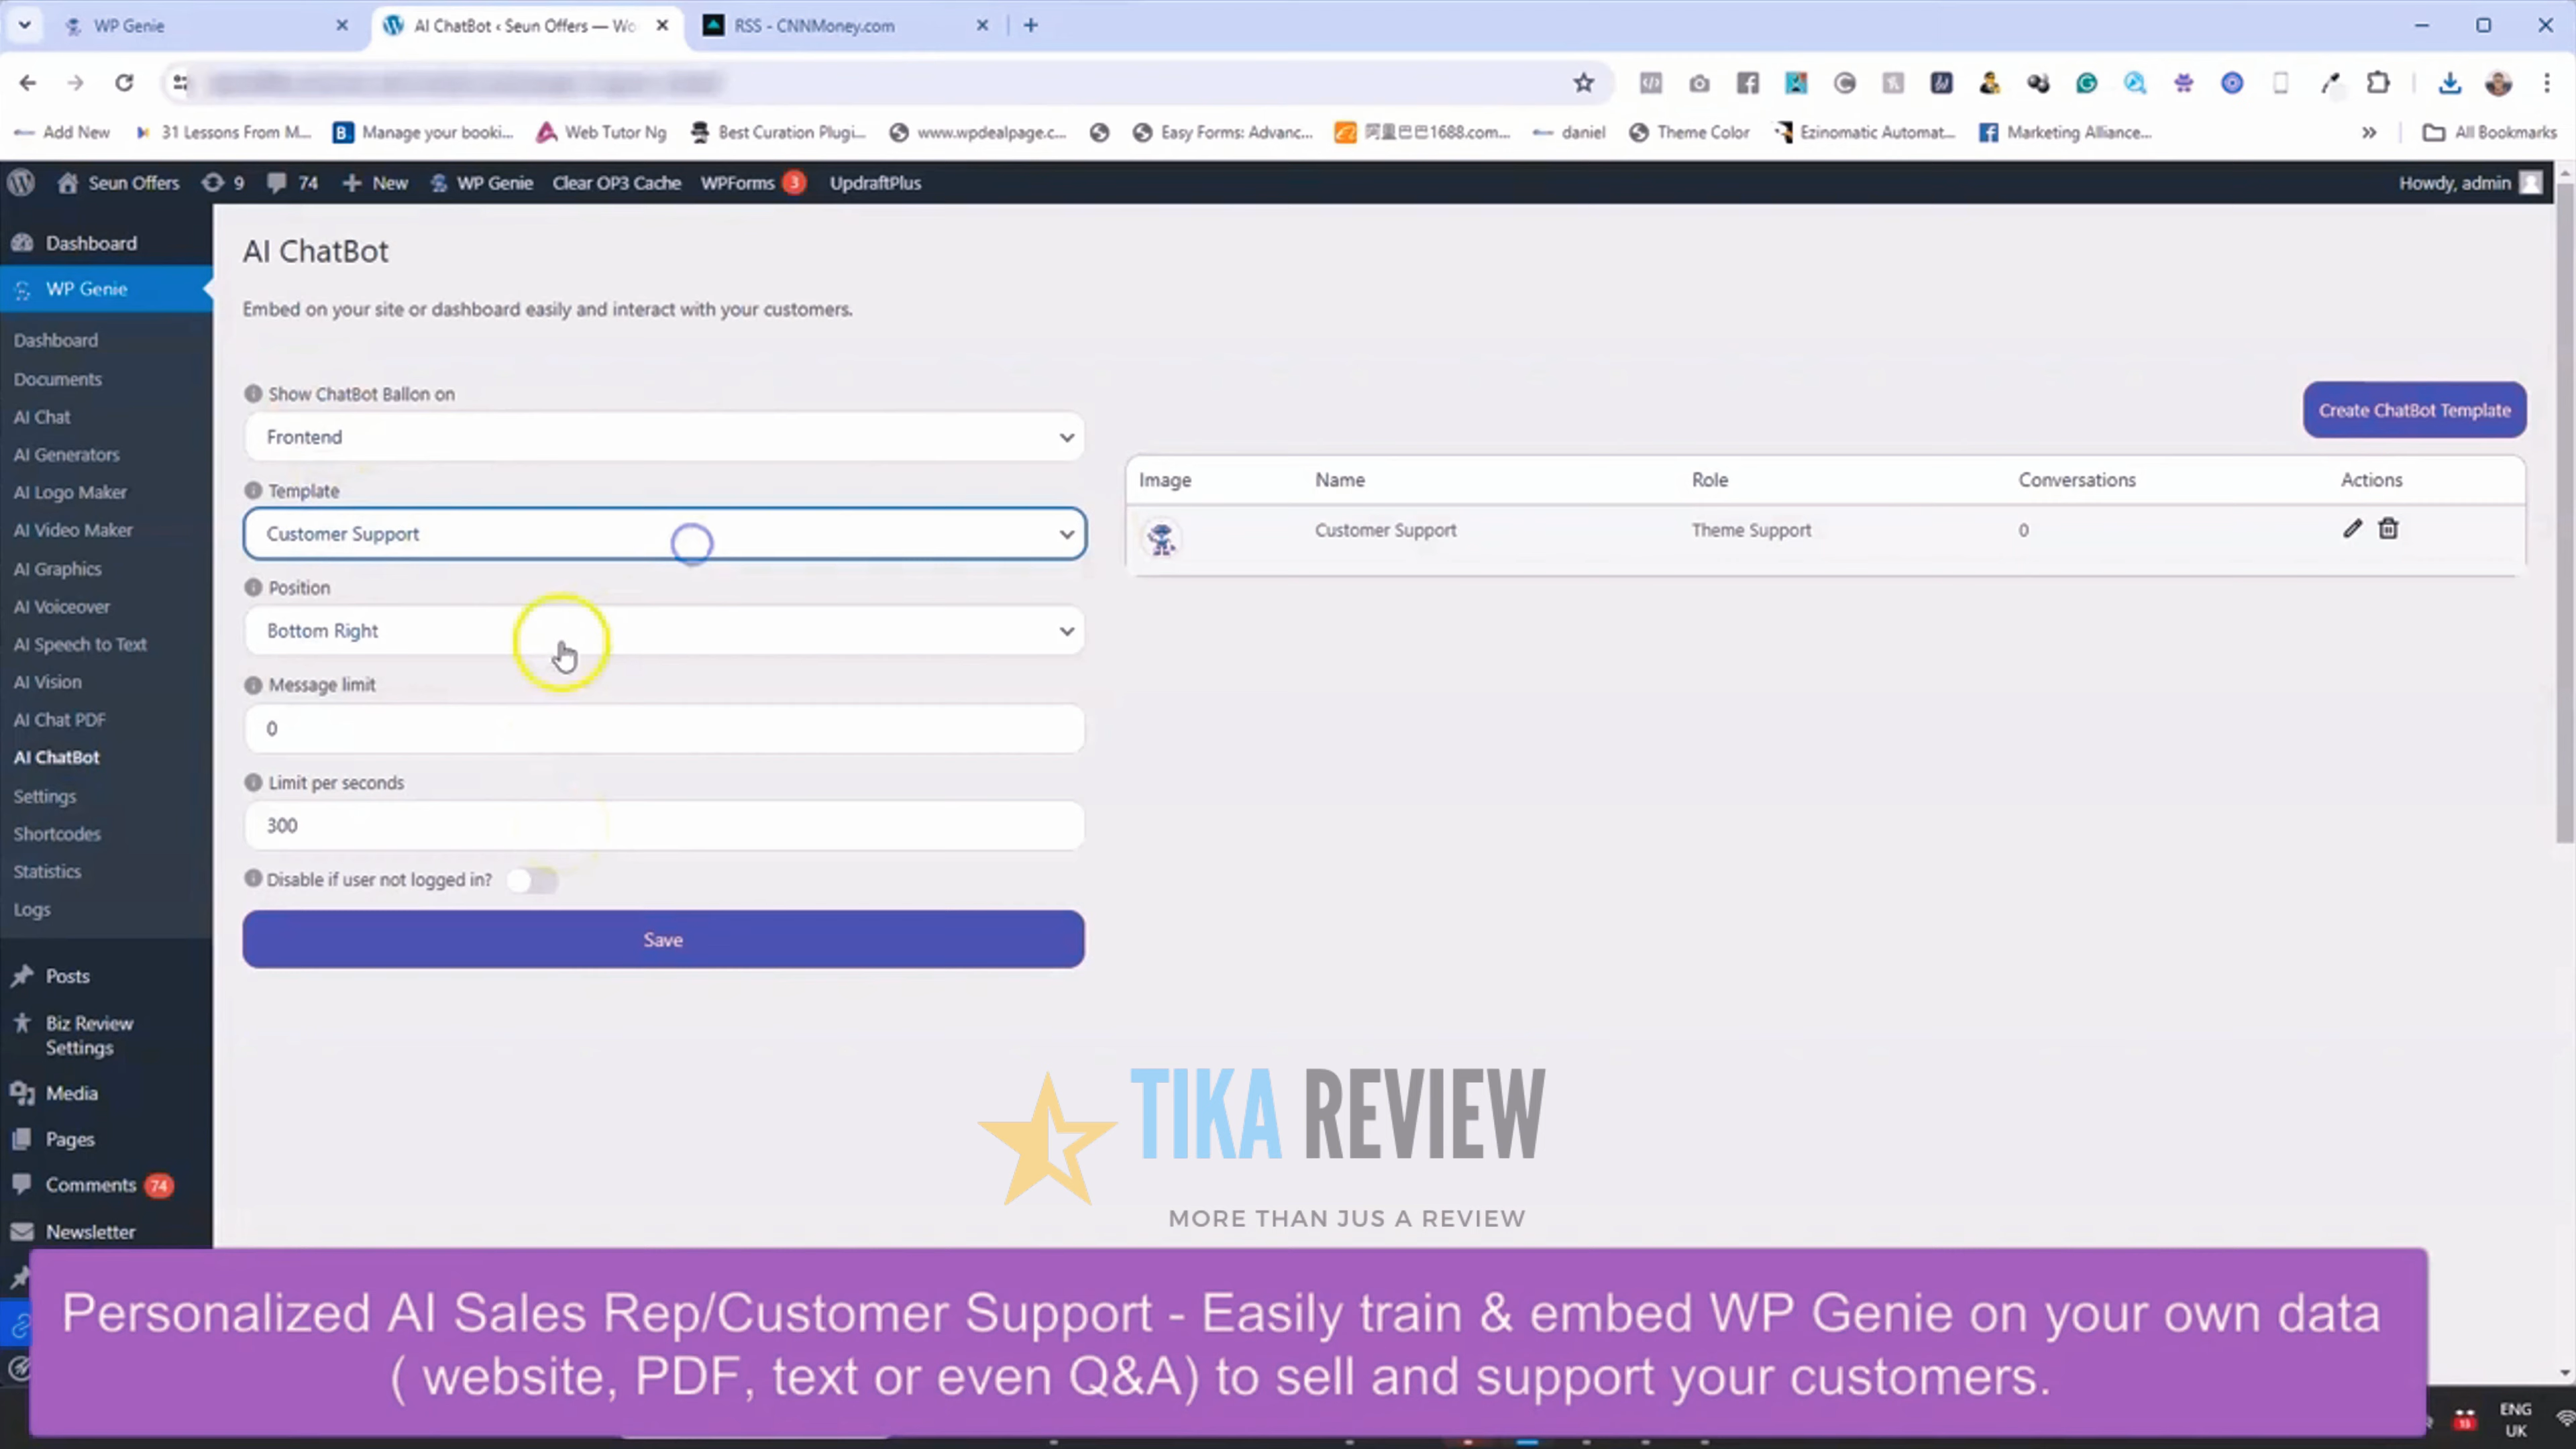 WP Genie
AI ChatBot ‹ Seun Offers — Wo
RSS - CNNMoney.com
Add New
31 Lessons From M...
B.
Manage your booki...
Web Tutor Ng
Best Curation Plugi...
www.wpdealpage.c...
Easy Forms: Advanc...
阿里巴巴1688.com...
daniel
Theme Color
Ezinomatic Automat...
Marketing Alliance...
All Bookmarks
Seun Offers
9
74
New
WP Genie
Clear OP3 Cache
WPForms 3
UpdraftPlus
Howdy, admin
Dashboard
WP Genie
Dashboard
Documents
AI Chat
AI Generators
AI Logo Maker
AI Video Maker
AI Graphics
AI Voiceover
AI Speech to Text
AI Vision
AI Chat PDF
AI ChatBot
Settings
Shortcodes
Statistics
Logs
Posts
Biz Review
Settings
Media
Pages
Comments 74
Newsletter
AI ChatBot
Embed on your site or dashboard easily and interact with your customers.
Show ChatBot Ballon on
Frontend
Template
Customer Support
Position
Bottom Right
Message limit
0
Limit per seconds
300
Disable if user not logged in?
Save
Create ChatBot Template
Image Name Role Conversations Actions
Customer Support Theme Support 0
TIKA REVIEW
MORE THAN JUS A REVIEW
Personalized AI Sales Rep/Customer Support - Easily train & embed WP Genie on your own data
( website, PDF, text or even Q&A) to sell and support your customers.
ENG
UK